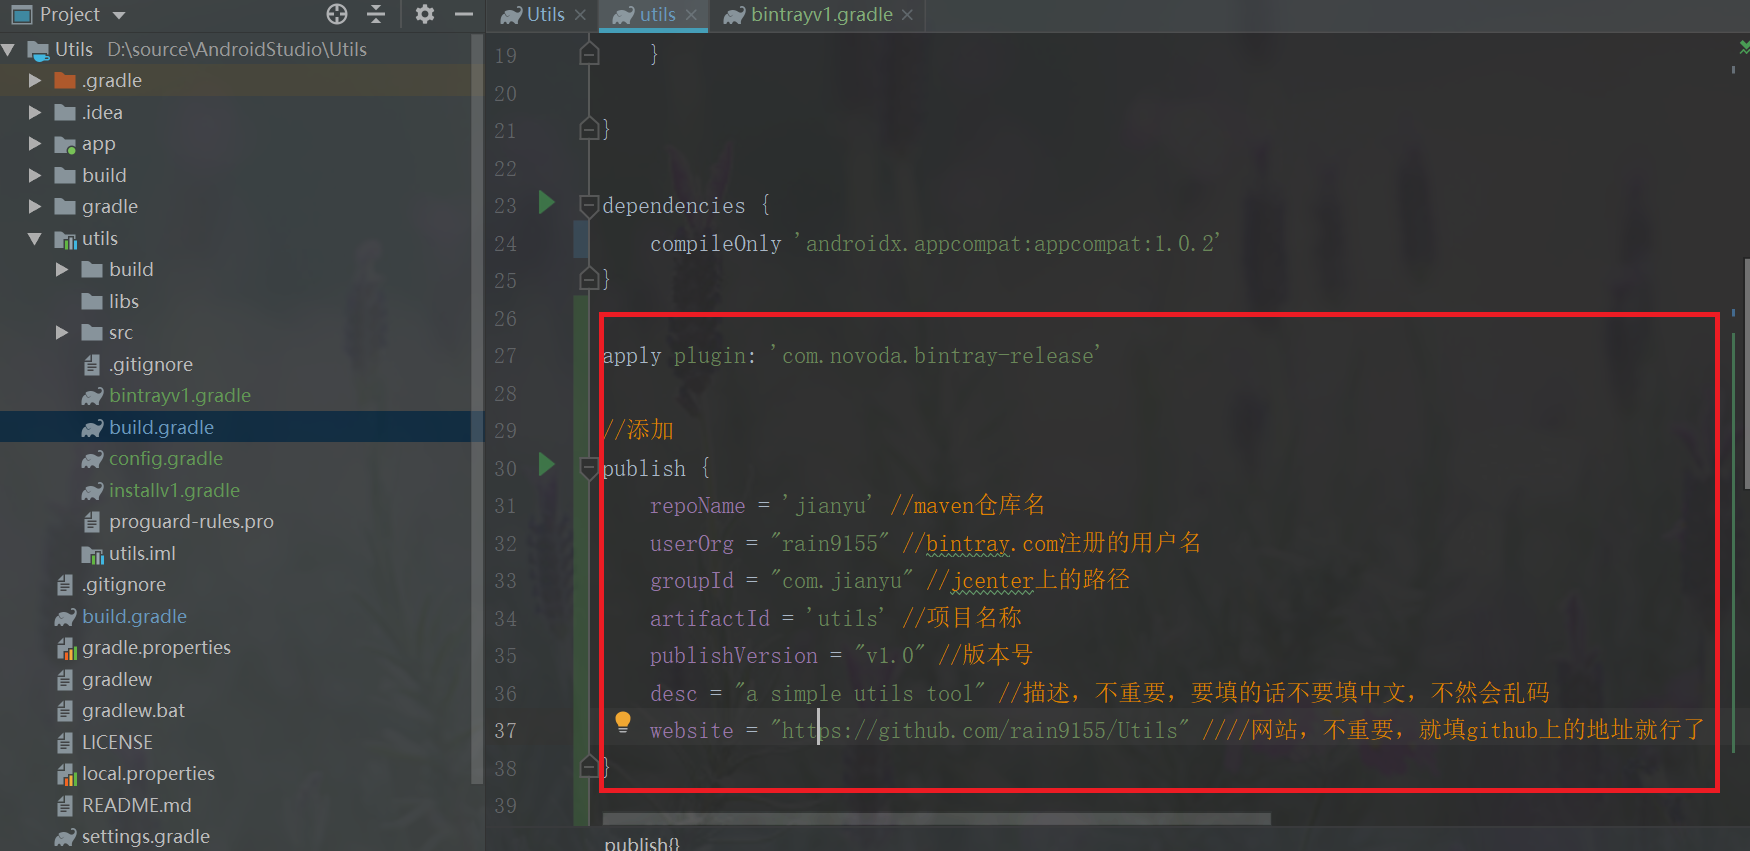 Project
Utils D:\source\AndroidStudio\Utils
.gradle
.idea
app
build
gradle
utils
build
libs
src
.gitignore
bintrayv1.gradle
build.gradle
config.gradle
installv1.gradle
proguard-rules.pro
utils.iml
.gitignore
build.gradle
gradle.properties
gradlew
gradlew.bat
LICENSE
local.properties
README.md
settings.gradle
Utils utils bintrayv1.gradle
19 }
20
21 }
22
23 dependencies {
24 compileOnly 'androidx.appcompat:appcompat:1.0.2'
25 }
26
27 apply plugin: 'com.novoda.bintray-release'
28
29 //添加
30 publish {
31 repoName = 'jianyu' //maven仓库名
32 userOrg = "rain9155" //bintray.com注册的用户名
33 groupId = "com.jianyu" //jcenter上的路径
34 artifactId = 'utils' //项目名称
35 publishVersion = "v1.0" //版本号
36 desc = "a simple utils tool" //描述，不重要，要填的话不要填中文，不然会乱码
37 website = "https://github.com/rain9155/Utils" ////网站，不重要，就填github上的地址就行了
38 }
39
publish{}